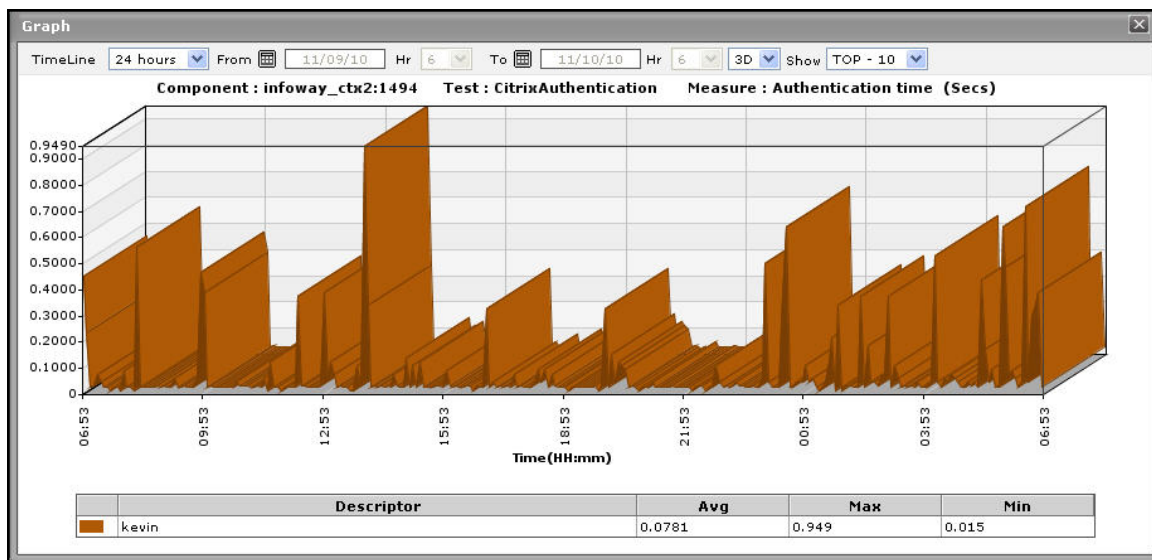 Graph
TimeLine 24 hours From 11/09/10 Hr 6 To 11/10/10 Hr 6 3D Show TOP - 10
Component : infoway_ctx2:1494 Test : CitrixAuthentication Measure : Authentication time (Secs)
0.9490
0.9000
0.8000
0.7000
0.6000
0.5000
0.4000
0.3000
0.2000
0.1000
0
06:53 09:53 12:53 15:53 18:53 21:53 00:53 03:53 06:53
Time(HH:mm)
Descriptor Avg Max Min
kevin 0.0781 0.949 0.015